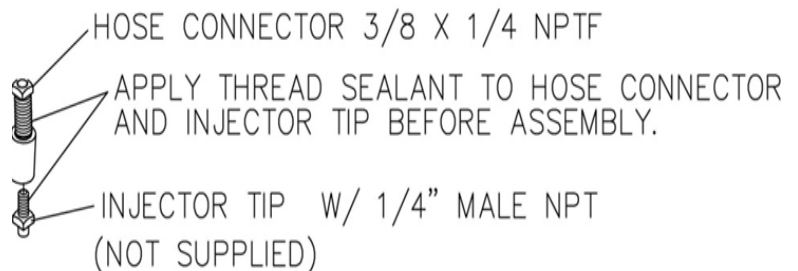 HOSE CONNECTOR 3/8 X 1/4 NPTF
APPLY THREAD SEALANT TO HOSE CONNECTOR
AND INJECTOR TIP BEFORE ASSEMBLY.
INJECTOR TIP W/ 1/4” MALE NPT
(NOT SUPPLIED)